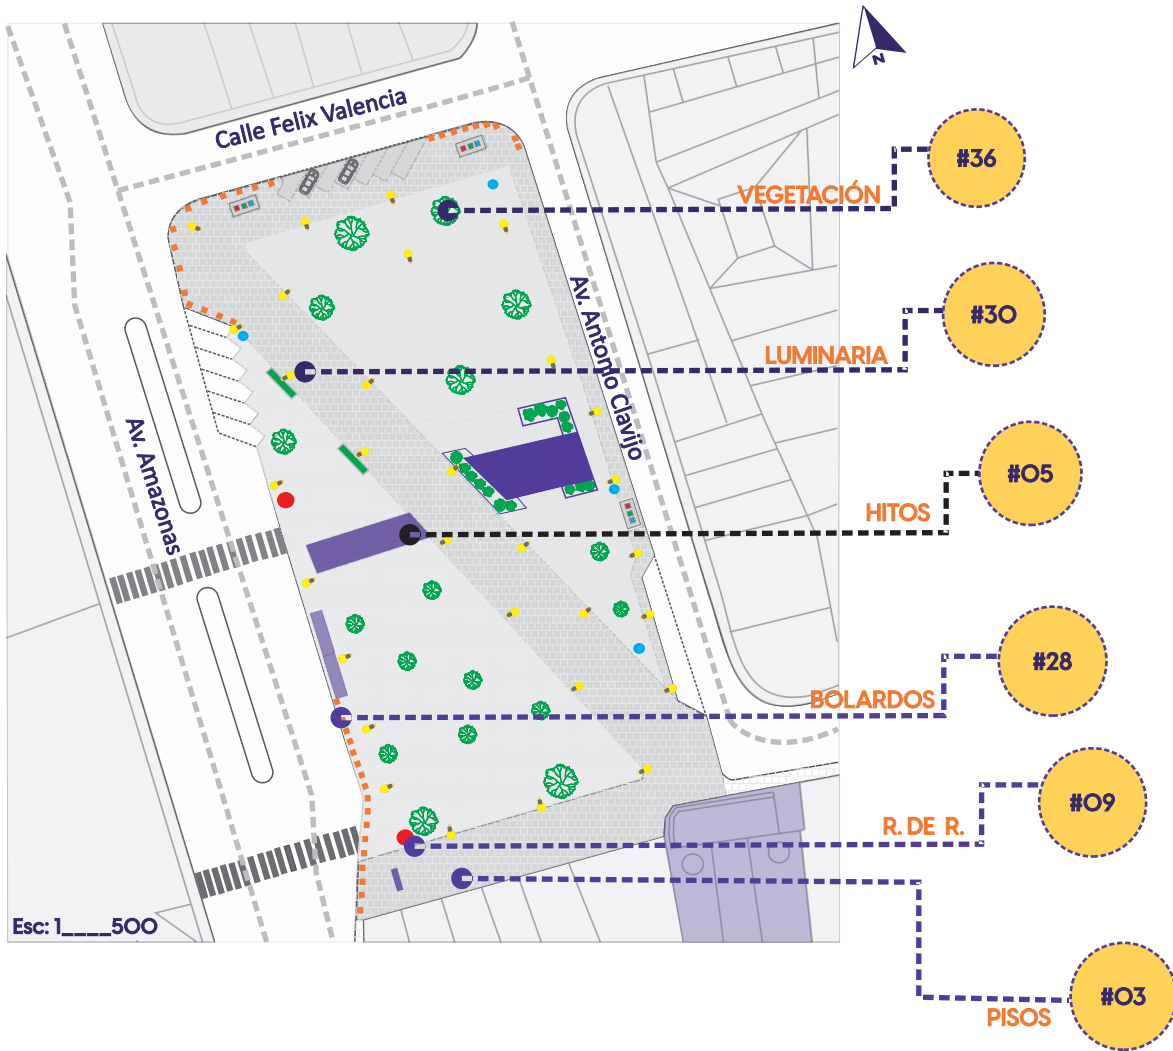 N
Calle Felix Valencia
#36
VEGETACIÓN
Av. Antonio Clavijo
#30
LUMINARIA
Av. Amazonas
#05
HITOS
#28
BOLARDOS
#09
R. DE R.
Esc: 1____500
#03
PISOS